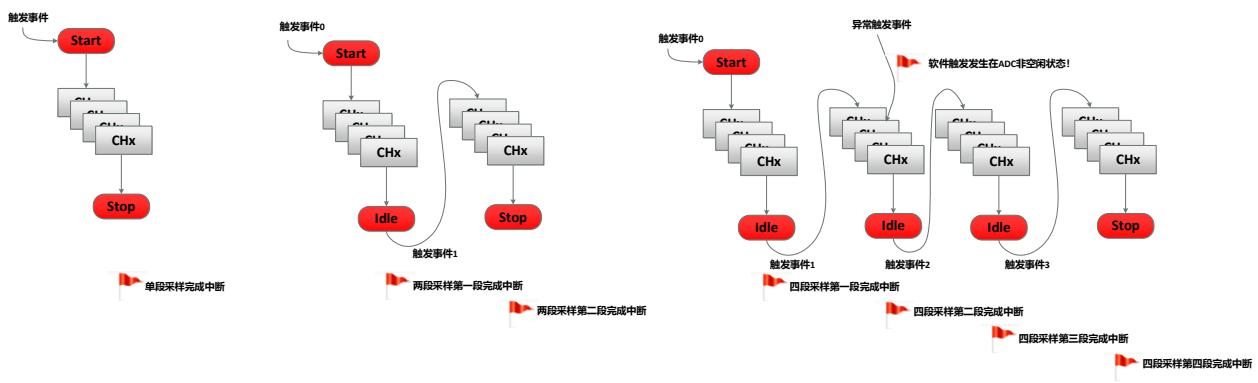 触发事件
Start
CHx
Stop
单段采样完成中断
触发事件0
Start
CHx
Idle
触发事件1
CHx
Stop
两段采样第一段完成中断
两段采样第二段完成中断
触发事件0
Start
异常触发事件
软件触发发生在ADC非空闲状态!
CHx
CHx
CHx
CHx
Idle
Idle
Idle
Stop
触发事件1
触发事件2
触发事件3
四段采样第一段完成中断
四段采样第二段完成中断
四段采样第三段完成中断
四段采样第四段完成中断